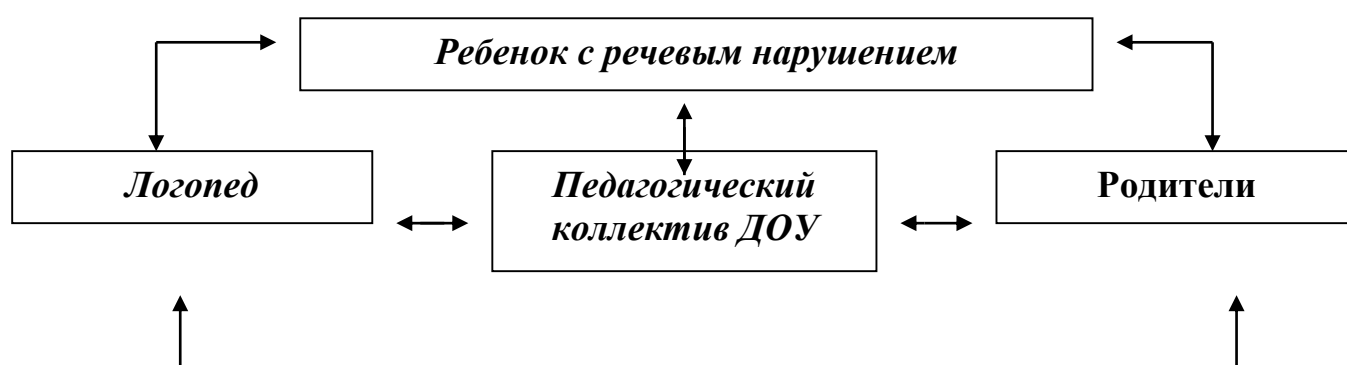 Ребенок с речевым нарушением
Логопед
Педагогический
коллектив ДОУ
Родители